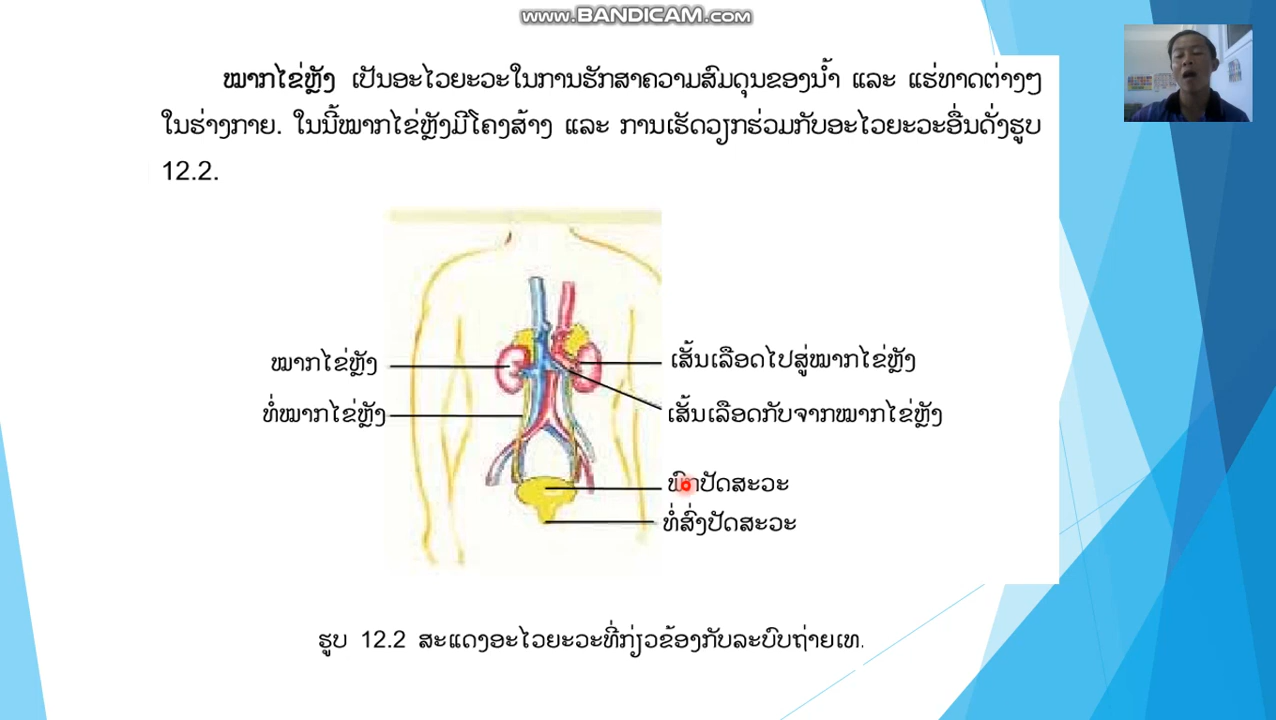 www.BANDICAM.com
ໝາກໄຂ່ຫຼັງ ເປັນອະໄວຍະວະໃນການຮັກສາຄວາມສົມດຸນຂອງນ້ຳ ແລະ ແຮ່ທາດຕ່າງໆ
ໃນຮ່າງກາຍ. ໃນນີ້ໝາກໄຂ່ຫຼັງມີໂຄງສ້າງ ແລະ ການເຮັດວຽກຮ່ວມກັບອະໄວຍະວະອື່ນດັ່ງຮູບ
12.2.
ໝາກໄຂ່ຫຼັງ
ເສັ້ນເລືອດໄປສູ່ໝາກໄຂ່ຫຼັງ
ທໍ່ໝາກໄຂ່ຫຼັງ
ເສັ້ນເລືອດກັບຈາກໝາກໄຂ່ຫຼັງ
ພົກປັດສະວະ
ທໍ່ສົ່ງປັດສະວະ
ຮູບ 12.2 ສະແດງອະໄວຍະວະທີ່ກ່ຽວຂ້ອງກັບລະບົບຖ່າຍເທ.